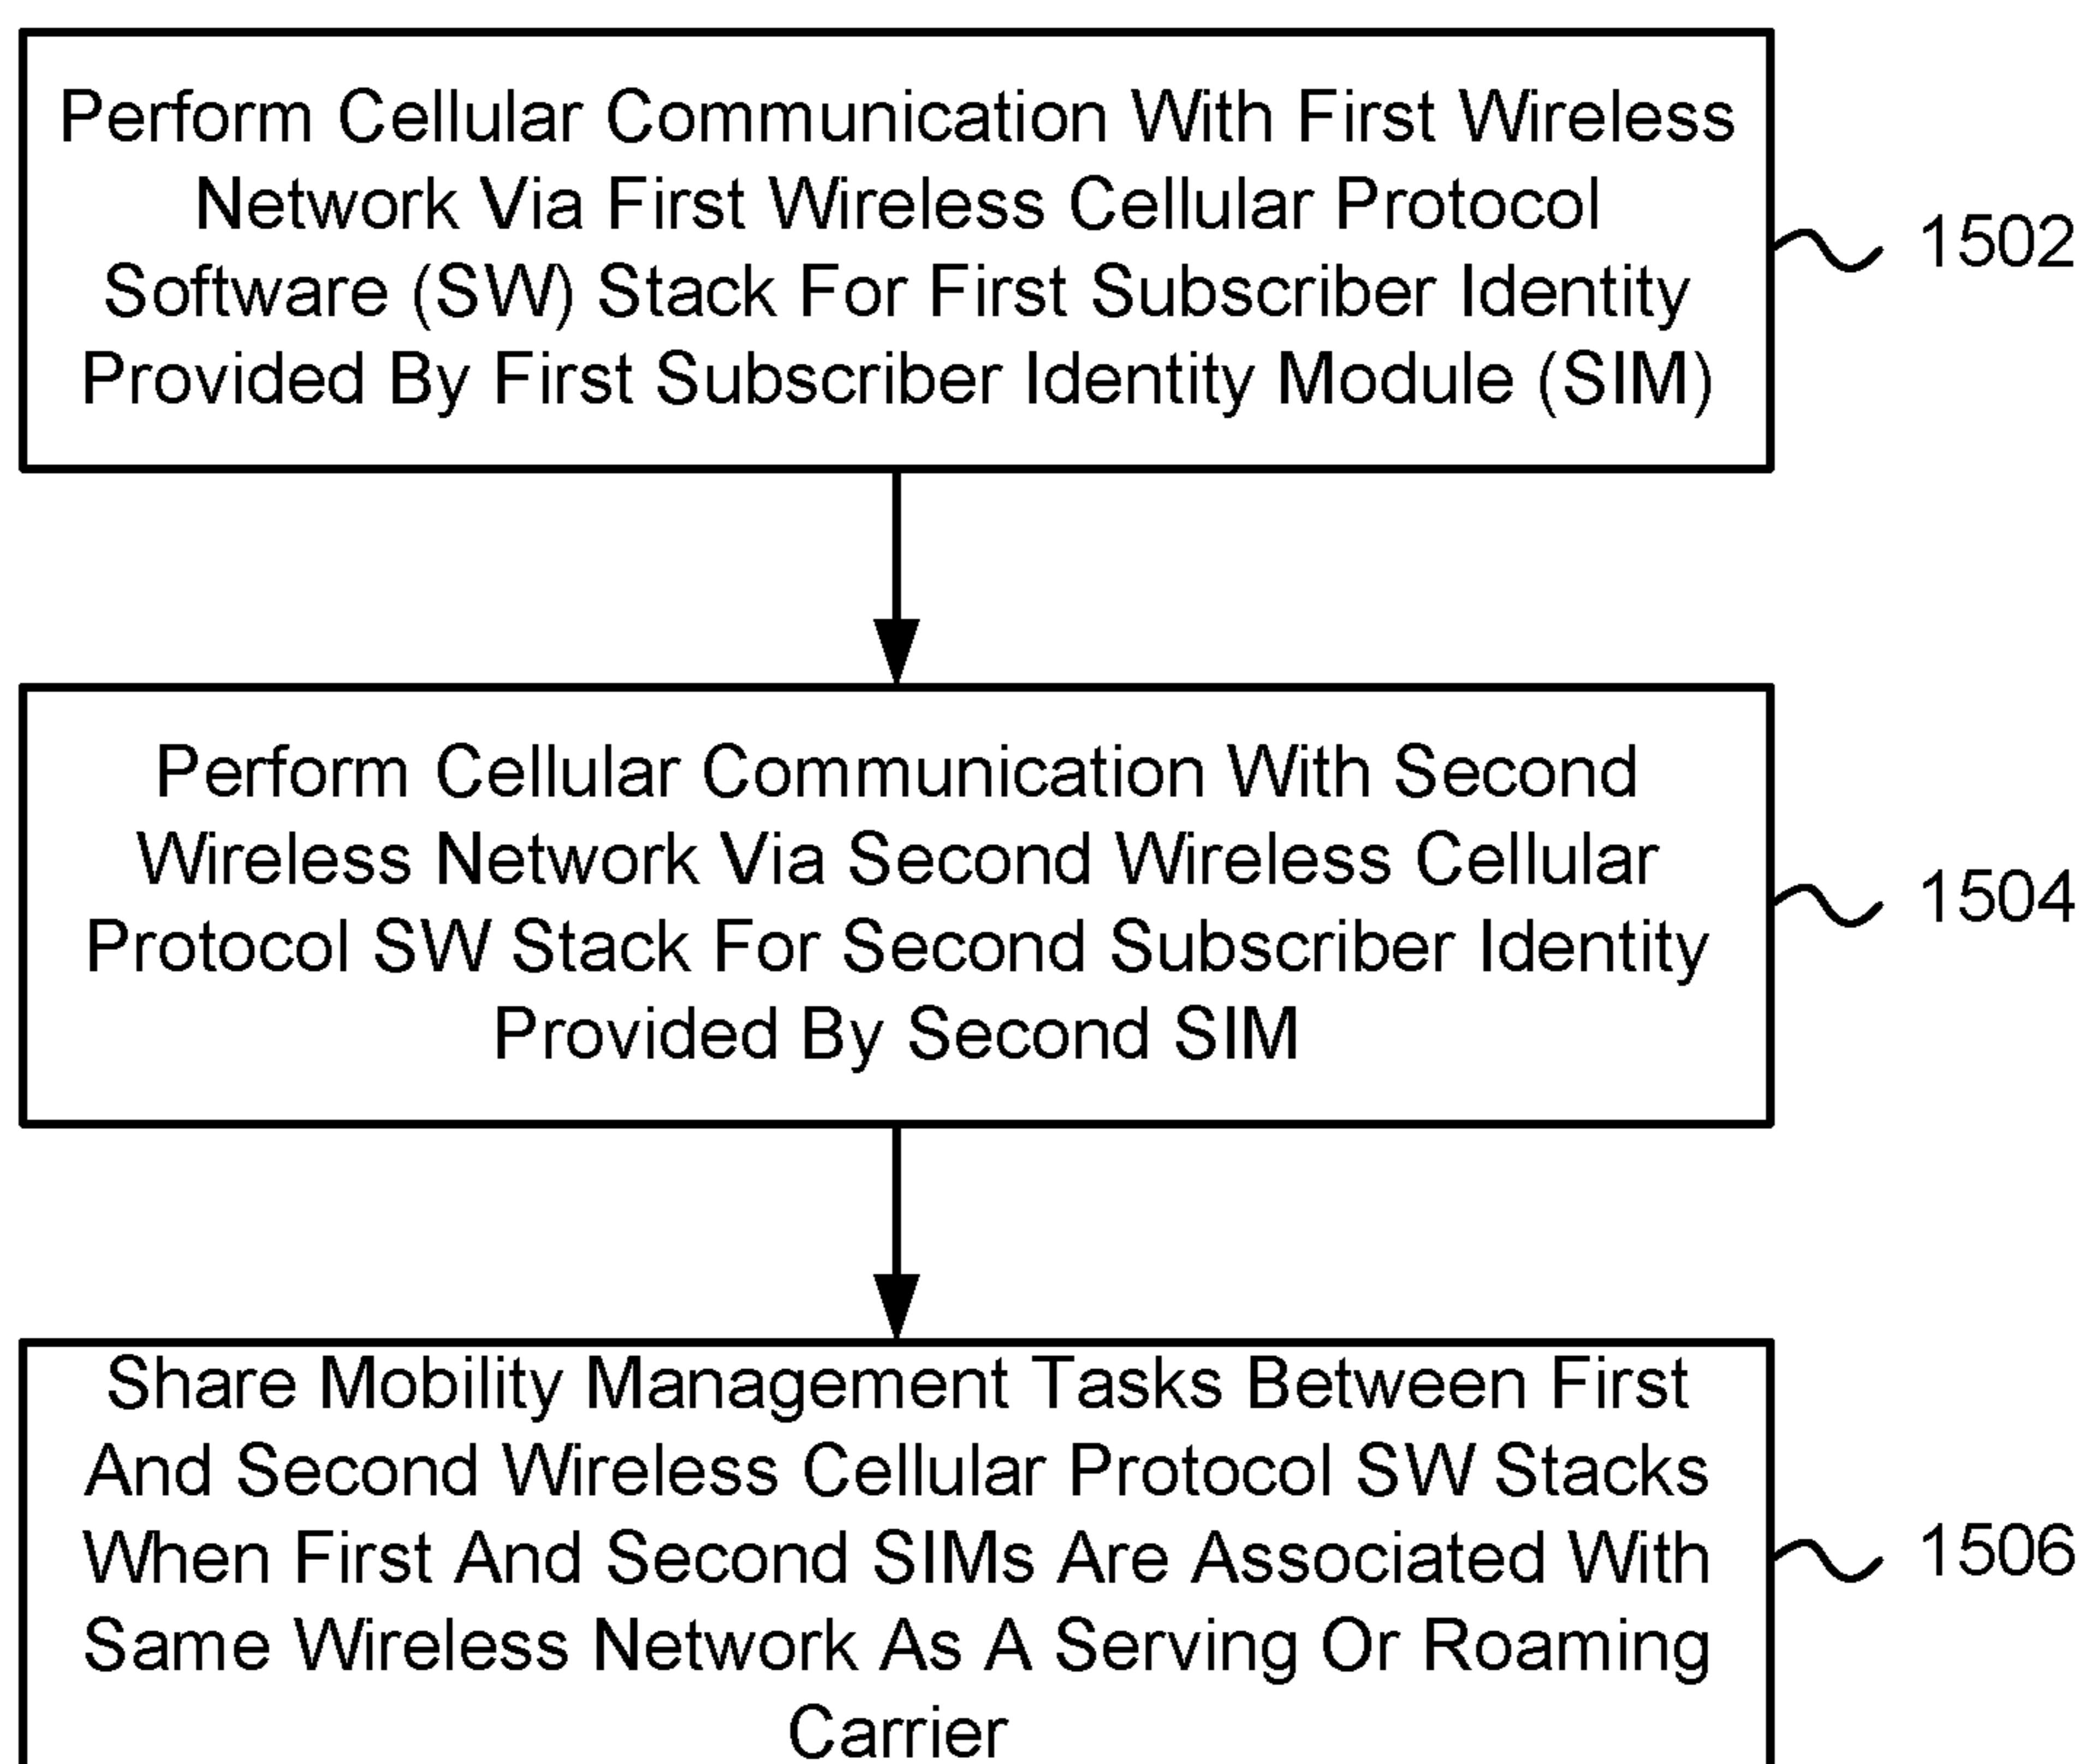 Perform Cellular Communication With First Wireless
Network Via First Wireless Cellular Protocol
Software (SW) Stack For First Subscriber Identity
Provided By First Subscriber Identity Module (SIM)
1502
Perform Cellular Communication With Second
Wireless Network Via Second Wireless Cellular
Protocol SW Stack For Second Subscriber Identity
Provided By Second SIM
1504
Share Mobility Management Tasks Between First
And Second Wireless Cellular Protocol SW Stacks
When First And Second SIMs Are Associated With
Same Wireless Network As A Serving Or Roaming
Carrier
1506